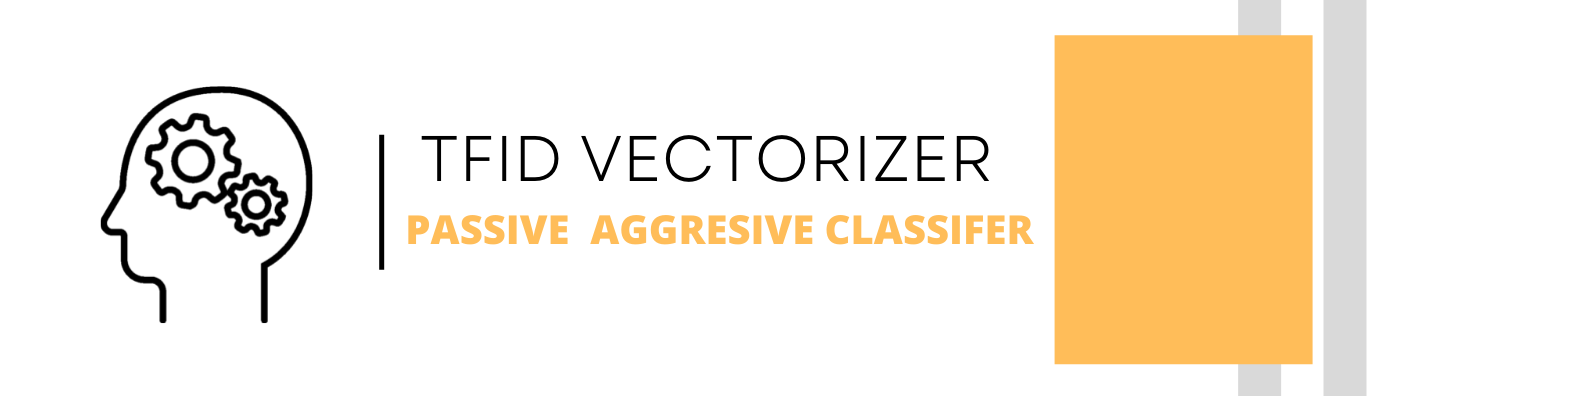 TFID VECTORIZER
PASSIVE AGGRESIVE CLASSIFER